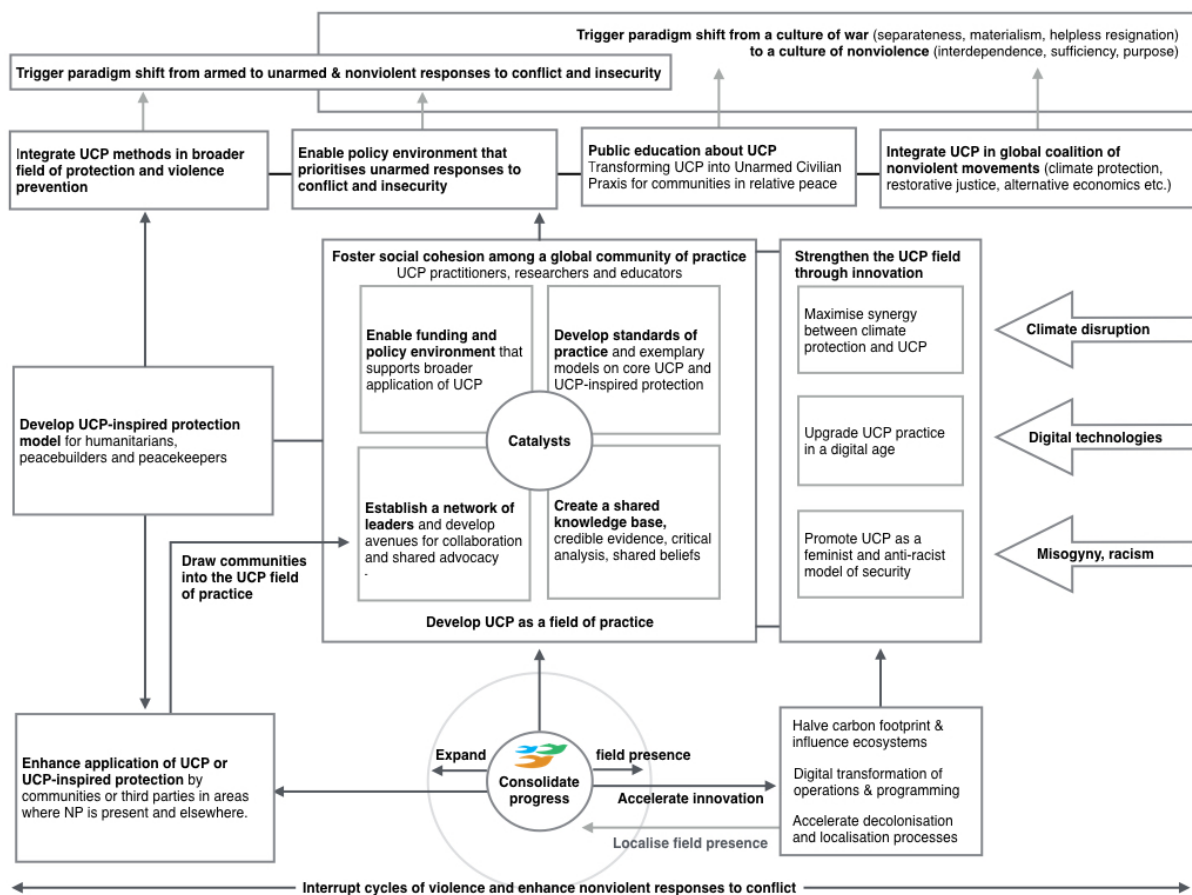 Trigger paradigm shift from a culture of war (separateness, materialism, helpless resignation)
to a culture of nonviolence (interdependence, sufficiency, purpose)
Trigger paradigm shift from armed to unarmed & nonviolent responses to conflict and insecurity
Integrate UCP methods in broader
field of protection and violence
prevention
Enable policy environment that
prioritises unarmed responses to
conflict and insecurity
Public education about UCP
Transforming UCP into Unarmed Civilian
Praxis for communities in relative peace
Integrate UCP in global coalition of
nonviolent movements (climate protection,
restorative justice, alternative economics etc.)
Foster social cohesion among a global community of practice
UCP practitioners, researchers and educators
Enable funding and
policy environment that
supports broader
application of UCP
Develop standards of
practice and exemplary
models on core UCP and
UCP-inspired protection
Catalysts
Establish a network of
leaders and develop
avenues for collaboration
and shared advocacy
-
Create a shared
knowledge base,
credible evidence, critical
analysis, shared beliefs
Develop UCP as a field of practice
Strengthen the UCP field
through innovation
Maximise synergy
between climate
protection and UCP
Upgrade UCP practice
in a digital age
Promote UCP as a
feminist and anti-racist
model of security
Climate disruption
Digital technologies
Misogyny, racism
Develop UCP-inspired protection
model for humanitarians,
peacebuilders and peacekeepers
Draw communities
into the UCP field
of practice
Enhance application of UCP or
UCP-inspired protection by
communities or third parties in areas
where NP is present and elsewhere.
Expand
field presence
Consolidate
progress
Accelerate innovation
Localise field presence
Halve carbon footprint &
influence ecosystems
Digital transformation of
operations & programming
Accelerate decolonisation
and localisation processes
Interrupt cycles of violence and enhance nonviolent responses to conflict